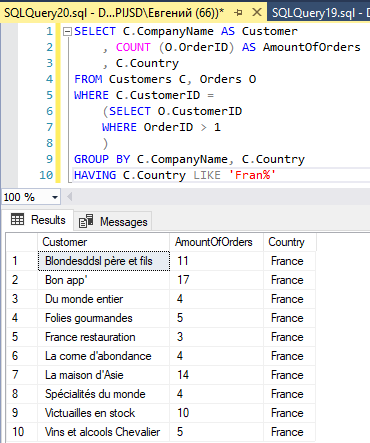 SQLQuery20.sql - D...PIJSD\Евгений (66))* SQLQuery19.sql - D
1 SELECT C.CompanyName AS Customer
2 , COUNT (O.OrderID) AS AmountOfOrders
3 , C.Country
4 FROM Customers C, Orders O
5 WHERE C.CustomerID =
6 (SELECT O.CustomerID
7 WHERE OrderID > 1
8 )
9 GROUP BY C.CompanyName, C.Country
10 HAVING C.Country LIKE 'Fran%'
100 %
Results Messages
Customer AmountOfOrders Country
1 Blondesddsl père et fils 11 France
2 Bon app' 17 France
3 Du monde entier 4 France
4 Folies gourmandes 5 France
5 France restauration 3 France
6 La corne d'abondance 4 France
7 La maison d'Asie 14 France
8 Spécialités du monde 4 France
9 Victuailles en stock 10 France
10 Vins et alcools Chevalier 5 France